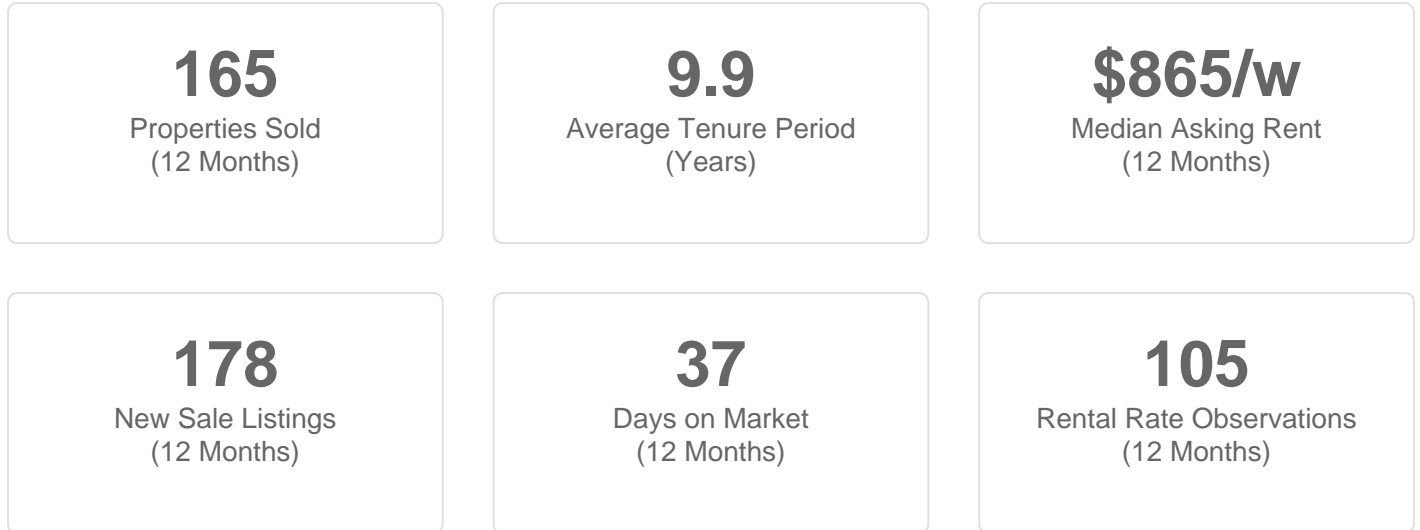 165
Properties Sold
(12 Months)
9.9
Average Tenure Period
(Years)
$865/w
Median Asking Rent
(12 Months)
178
New Sale Listings
(12 Months)
37
Days on Market
(12 Months)
105
Rental Rate Observations
(12 Months)